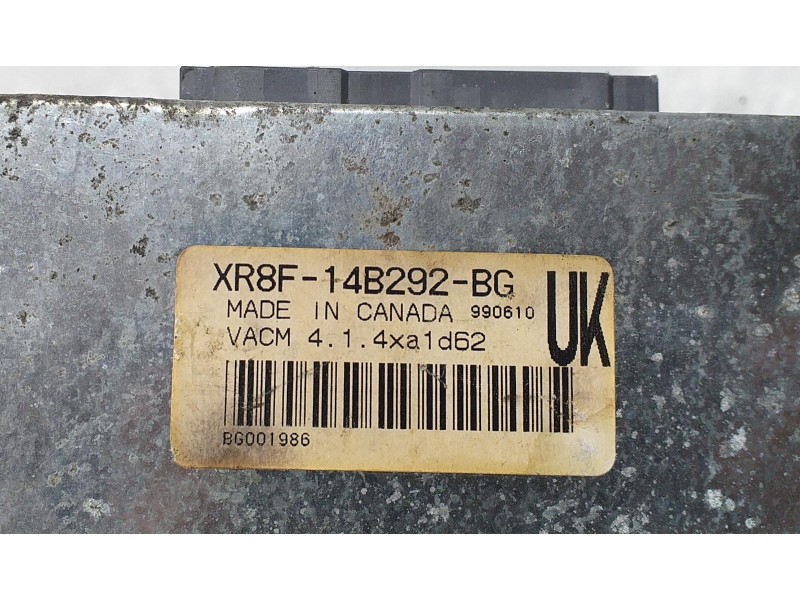 XR8F-14B292-BG
MADE IN CANADA 990610
UK
VACM 4.1.4xa1d62
BG001986